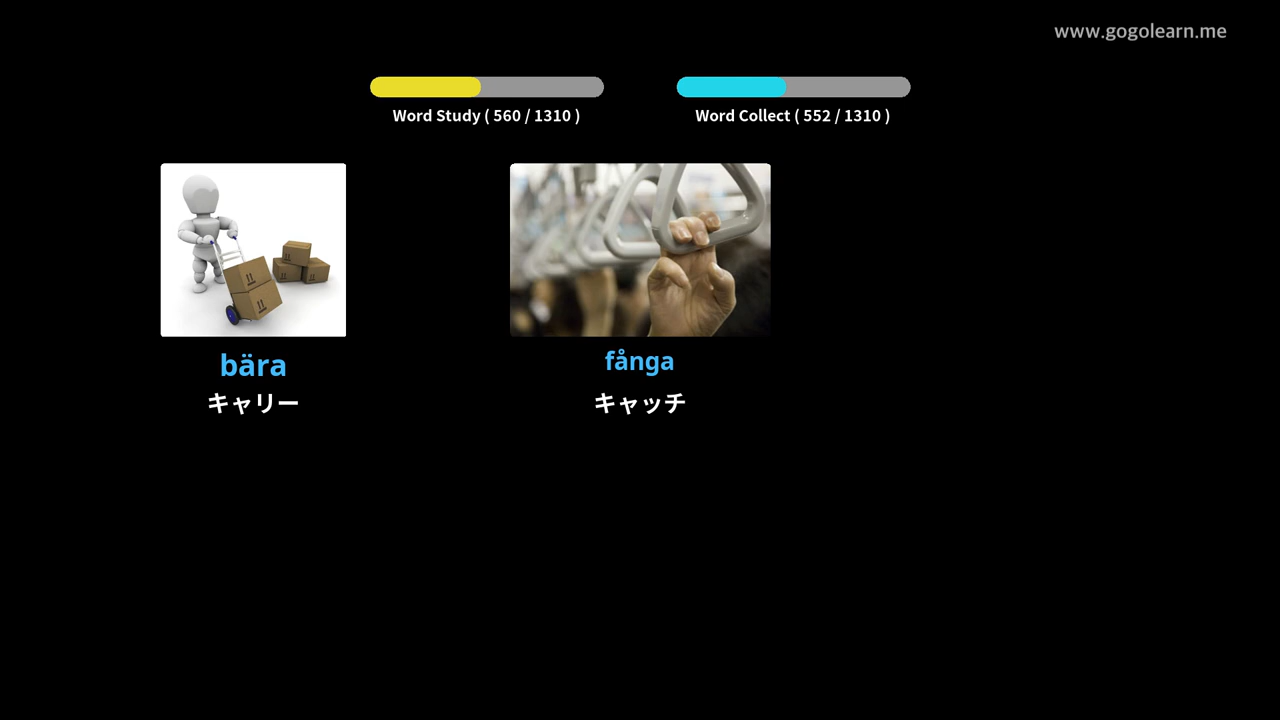 www.gogolearn.me
Word Study ( 560 / 1310 )
Word Collect ( 552 / 1310 )
bära
fånga
キャリー
キャッチ